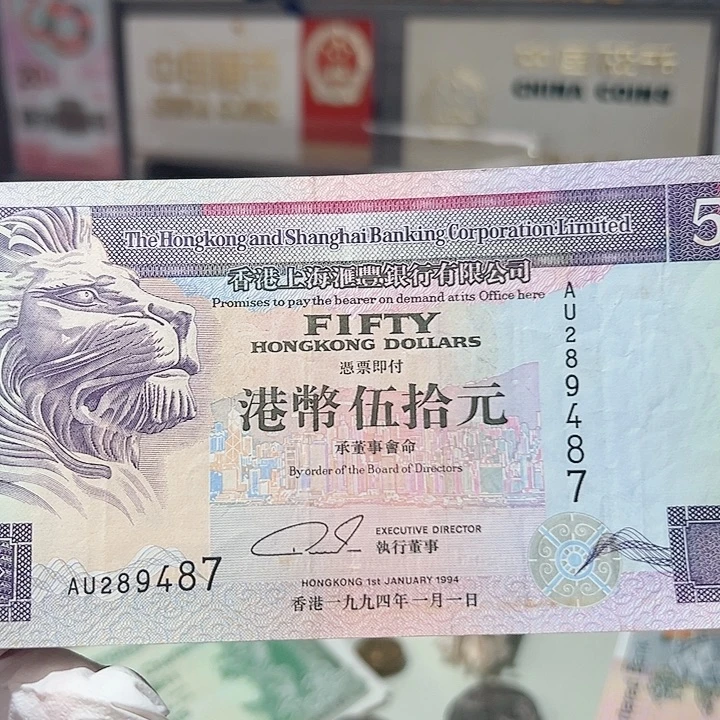 CHINA COINS
The Hongkong and Shanghai Banking Corporation Limited
5
香港上海滙豐銀行有限公司
Promises to pay the bearer on demand at its Office here
FIFTY
HONGKONG DOLLARS
憑票即付
港幣伍拾元
承董事會命
By order of the Board of Directors
AU289487
EXECUTIVE DIRECTOR
執行董事
AU289487
HONGKONG 1st JANUARY 1994
香港一九九四年一月一日